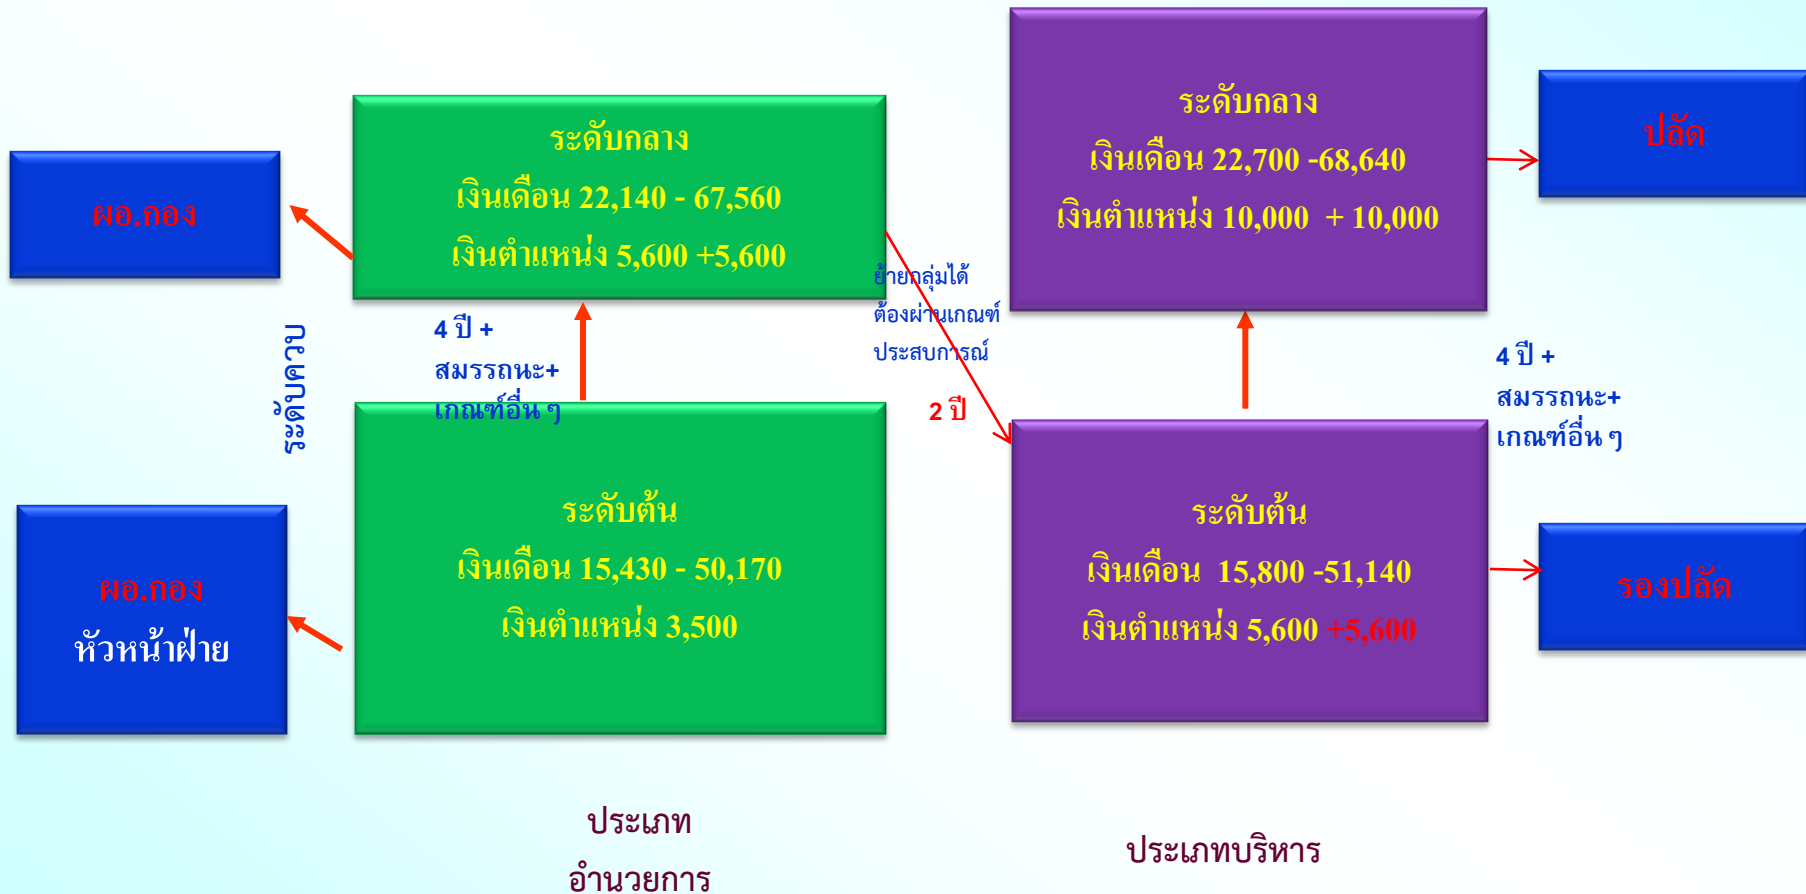 ระดับกลาง
เงินเดือน 22,140 - 67,560
เงินตำแหน่ง 5,600 +5,600
ผอ.กอง
ระดับควบ
4 ปี +
สมรรถนะ+
เกณฑ์อื่น ๆ
ระดับต้น
เงินเดือน 15,430 - 50,170
เงินตำแหน่ง 3,500
ผอ.กอง
หัวหน้าฝ่าย
ประเภท
อำนวยการ
ย้ายกลุ่มได้
ต้องผ่านเกณฑ์
ประสบการณ์
2 ปี
ระดับกลาง
เงินเดือน 22,700 -68,640
เงินตำแหน่ง 10,000 + 10,000
ปลัด
4 ปี +
สมรรถนะ+
เกณฑ์อื่น ๆ
ระดับต้น
เงินเดือน 15,800 -51,140
เงินตำแหน่ง 5,600 +5,600
รองปลัด
ประเภทบริหาร